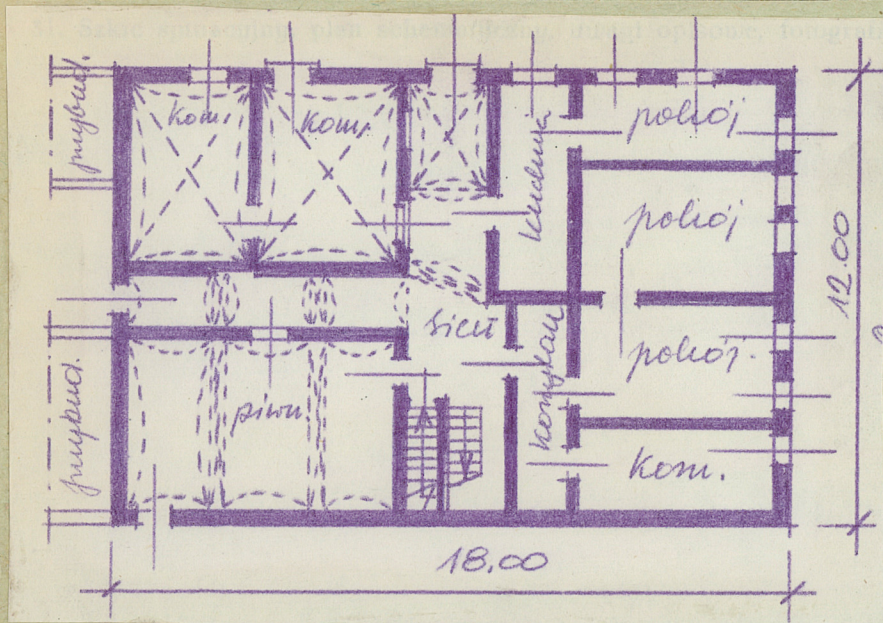 przybud.
kom.
kom.
kuchnia
pokój
pokój
12.00
sień
pokój.
przybud.
piwn.
korytarz
kom.
18.00